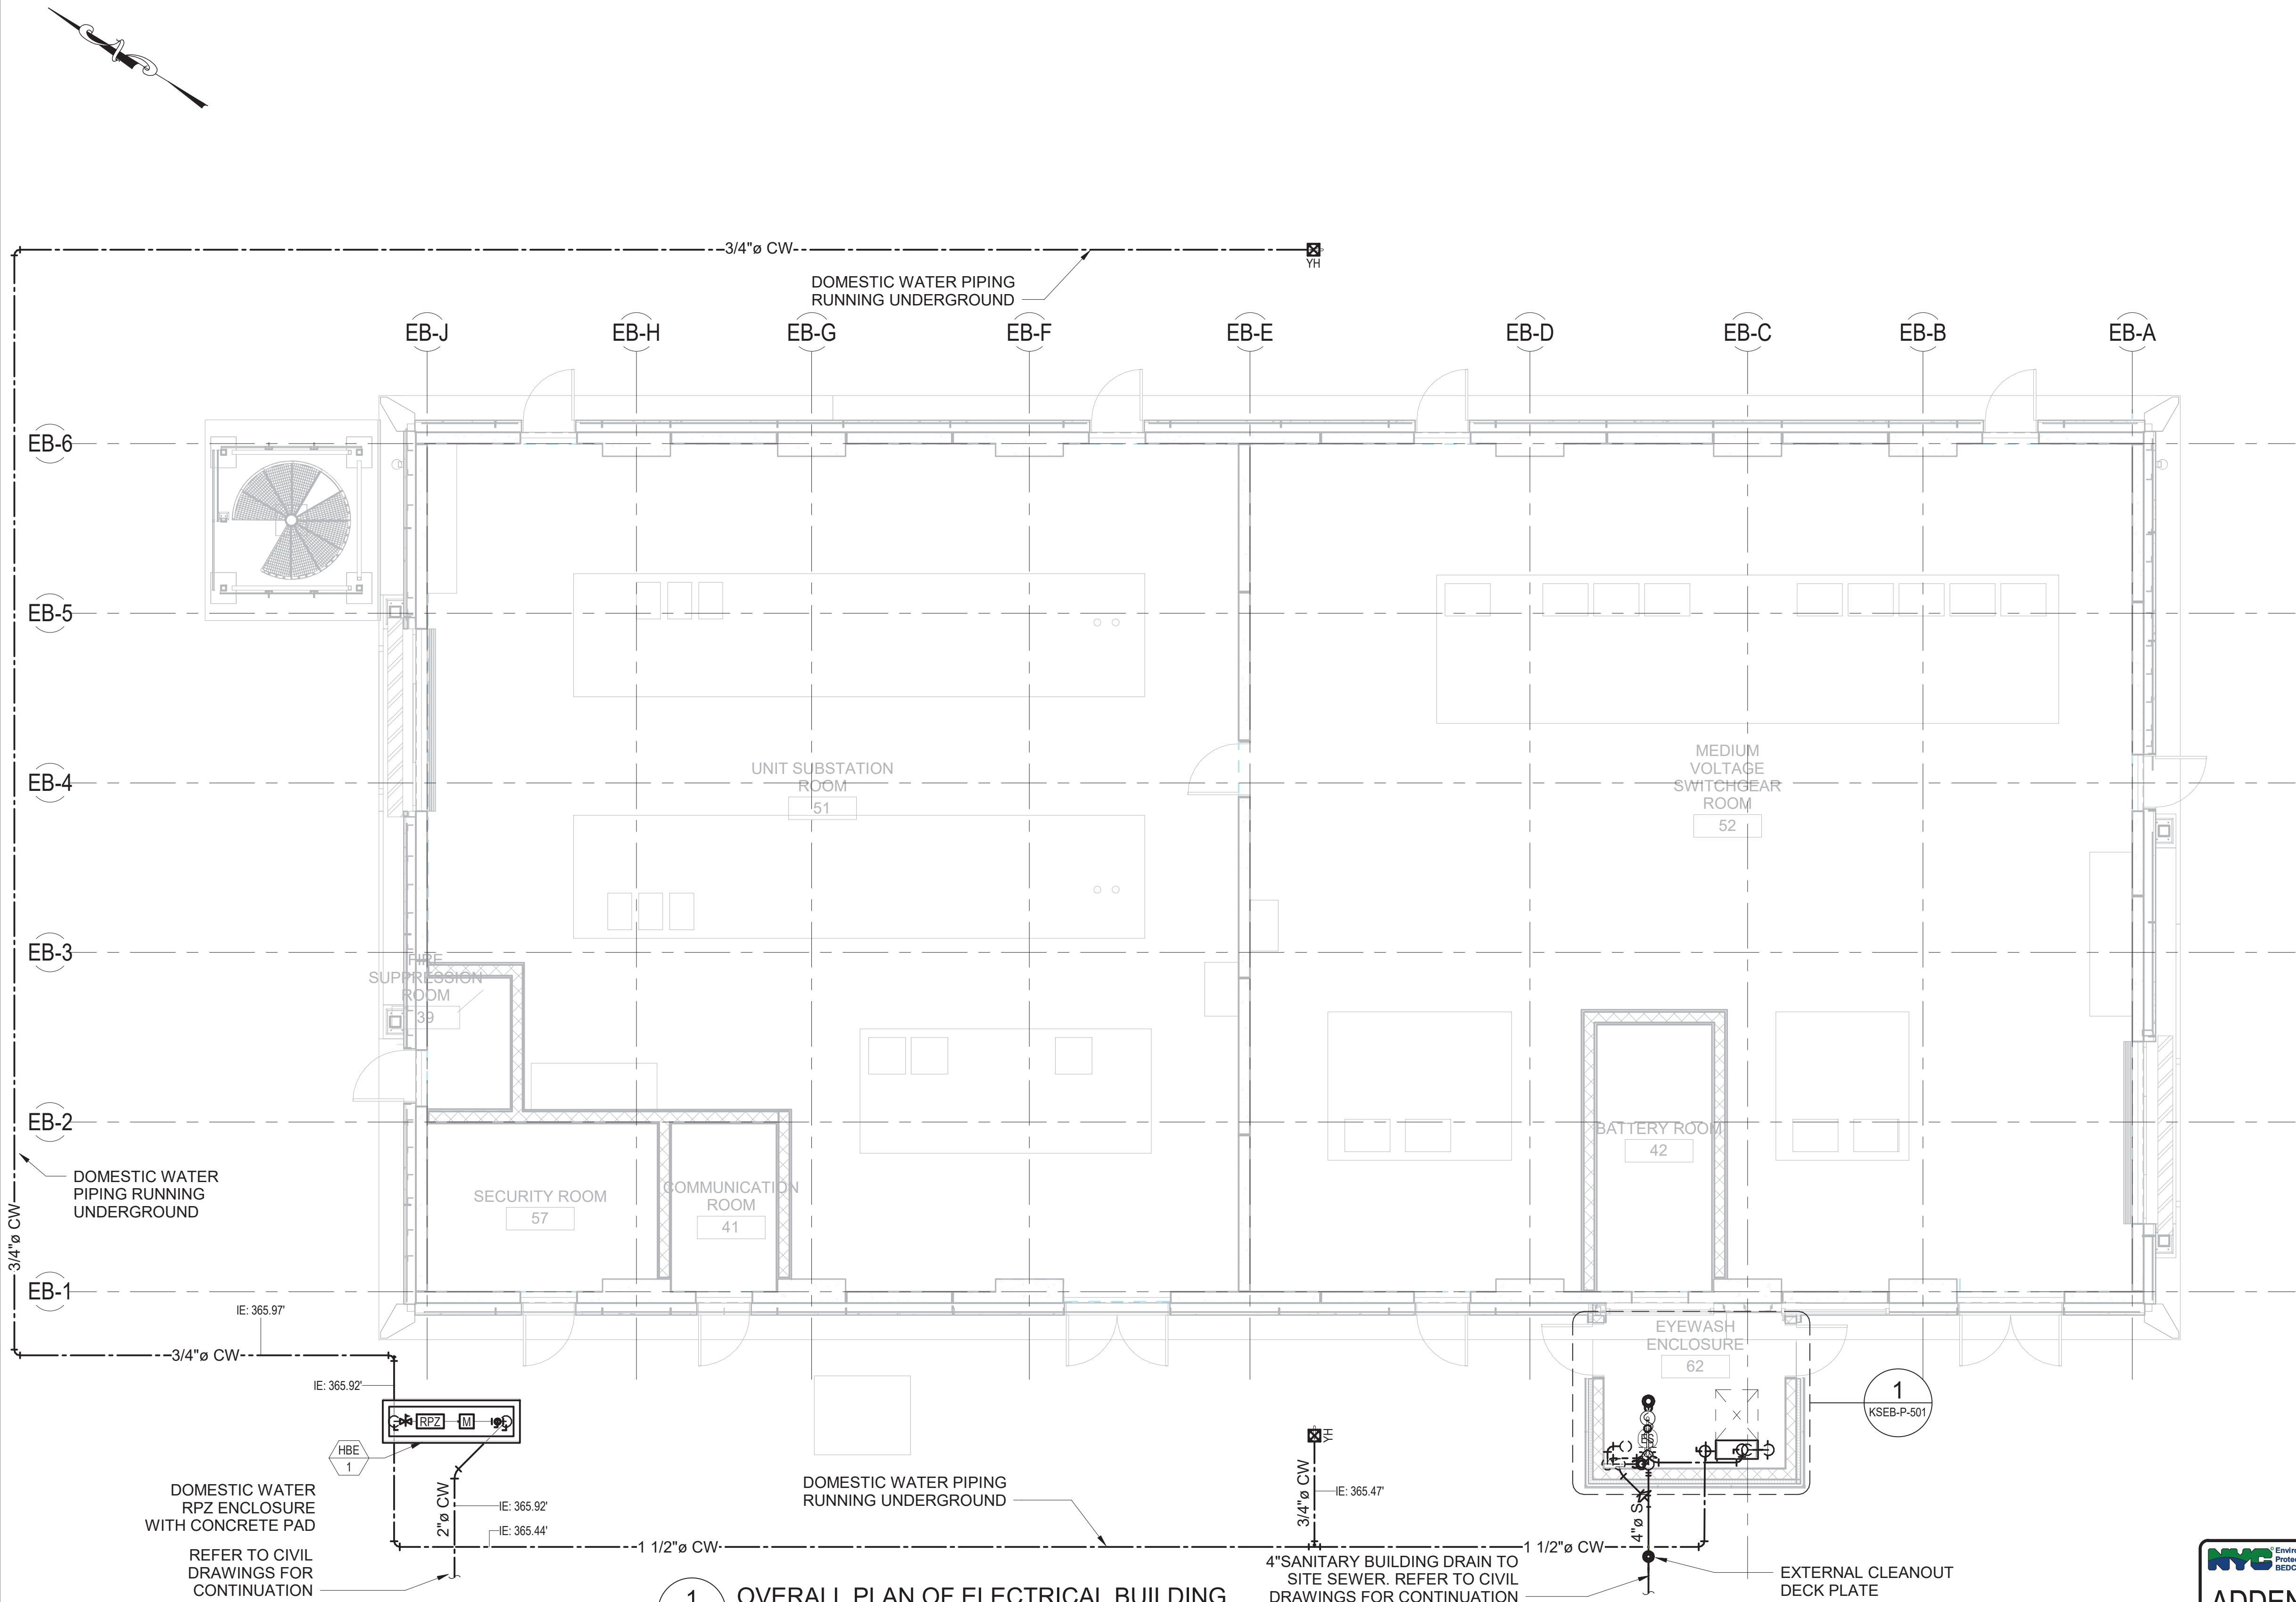 3/4"ø CW
YH
DOMESTIC WATER PIPING
RUNNING UNDERGROUND
EB-J
EB-H
EB-G
EB-F
EB-E
EB-D
EB-C
EB-B
EB-A
EB-6
EB-5
EB-4
EB-3
EB-2
EB-1
UNIT SUBSTATION
ROOM
51
MEDIUM
VOLTAGE
SWITCHGEAR
ROOM
52
FIRE
SUPPRESSION
ROOM
39
BATTERY ROOM
42
DOMESTIC WATER
PIPING RUNNING
UNDERGROUND
3/4"ø CW
SECURITY ROOM
57
COMMUNICATION
ROOM
41
IE: 365.97'
3/4"ø CW
IE: 365.92'
RPZ
M
HBE
1
EYEWASH
ENCLOSURE
62
1
KSEB-P-501
YH
DOMESTIC WATER
RPZ ENCLOSURE
WITH CONCRETE PAD
2"ø CW
IE: 365.92'
IE: 365.44'
DOMESTIC WATER PIPING
RUNNING UNDERGROUND
3/4"ø CW
IE: 365.47'
4"ø S
1 1/2"ø CW
1 1/2"ø CW
REFER TO CIVIL
DRAWINGS FOR
CONTINUATION
4"SANITARY BUILDING DRAIN TO
SITE SEWER. REFER TO CIVIL
DRAWINGS FOR CONTINUATION
EXTERNAL CLEANOUT
DECK PLATE
1
OVERALL PLAN OF ELECTRICAL BUILDING
NYC
BEDC